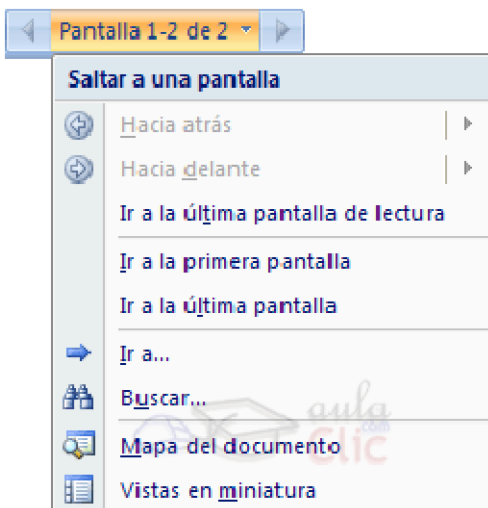 Pantalla 1-2 de 2
Saltar a una pantalla
Hacia atrás
Hacia delante
Ir a la última pantalla de lectura
Ir a la primera pantalla
Ir a la última pantalla
Ir a...
Buscar...
aula
Clic.com
Mapa del documento
Vistas en miniatura